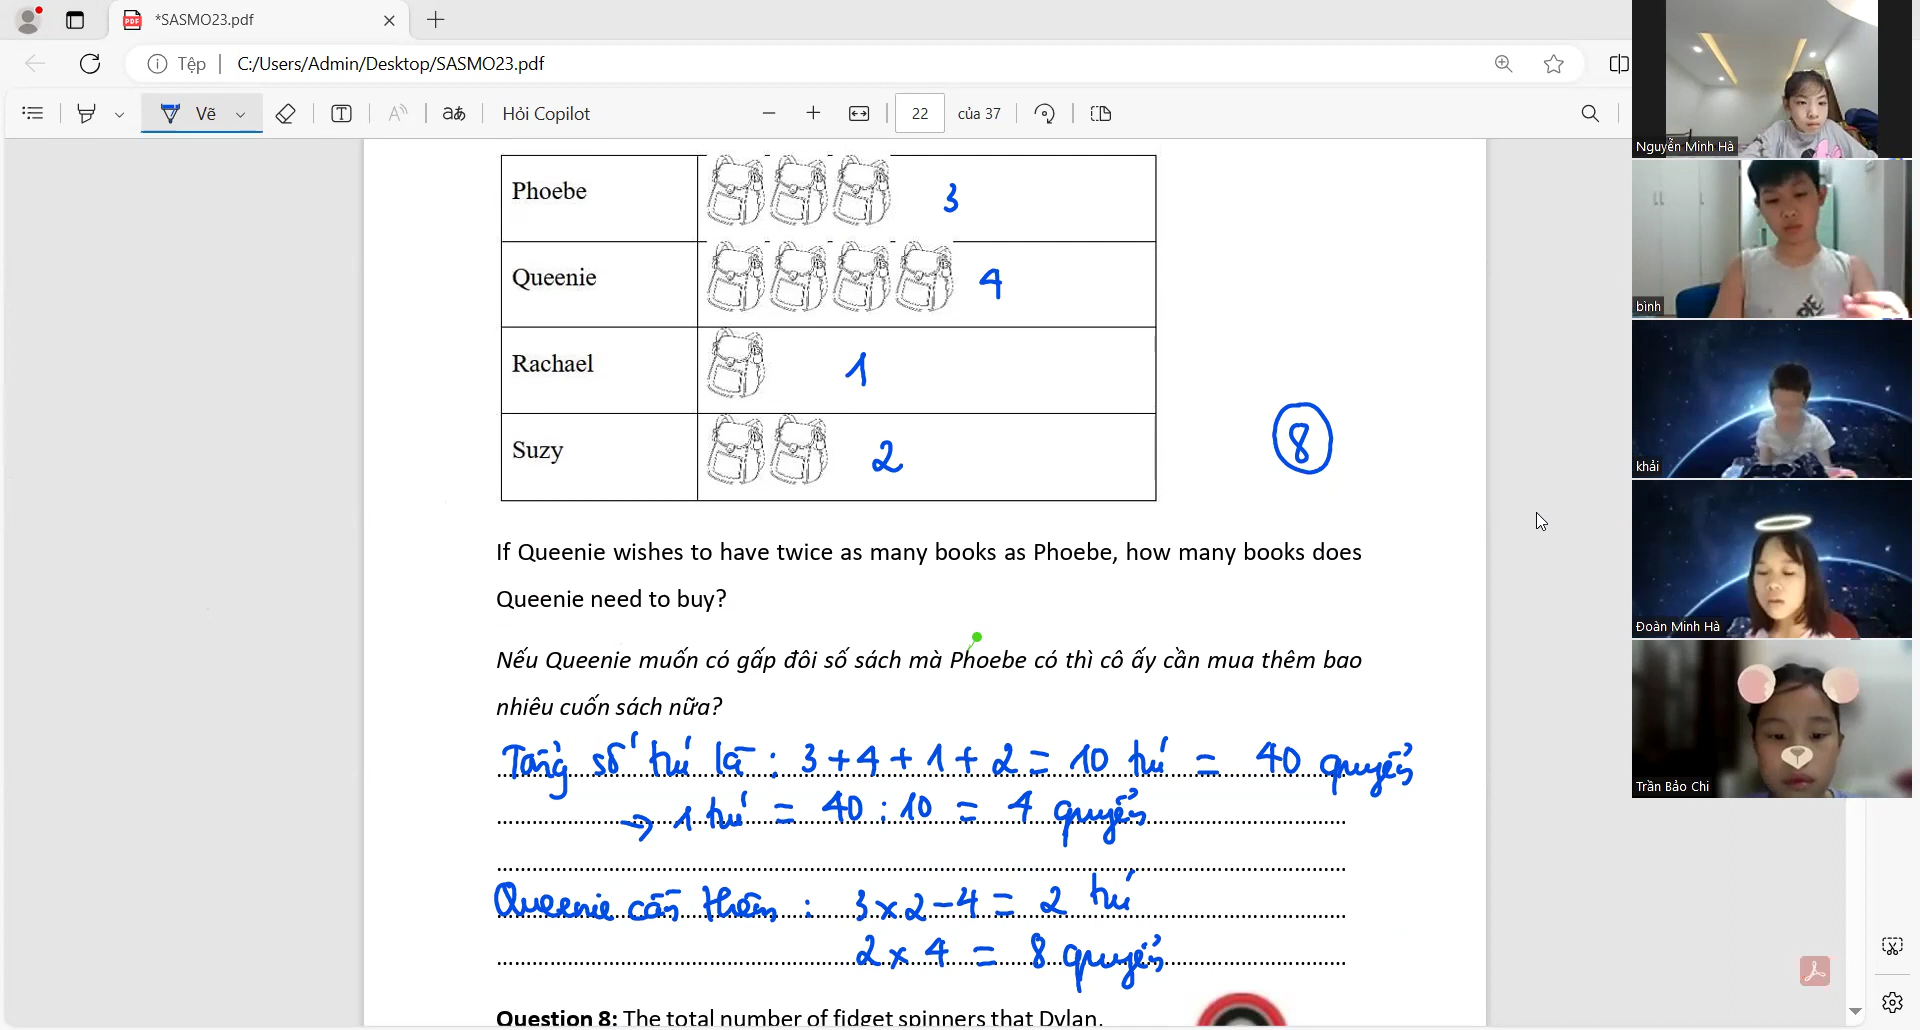 *SASMO23.pdf
Tệp C:/Users/Admin/Desktop/SASMO23.pdf
Vẽ Hỏi Copilot 22 của 37
Phoebe 3
Queenie 4
Rachael 1
Suzy 2
8
If Queenie wishes to have twice as many books as Phoebe, how many books does
Queenie need to buy?
Nếu Queenie muốn có gấp đôi số sách mà Phoebe có thì cô ấy cần mua thêm bao
nhiêu cuốn sách nữa?
Tổng số túi là : 3 + 4 + 1 + 2 = 10 túi = 40 quyển
→ 1 túi = 40 : 10 = 4 quyển
Queenie cần thêm : 3 x 2 - 4 = 2 túi
2 x 4 = 8 quyển
Question 8: The total number of fidget spinners that Dylan,
Nguyễn Minh Hà
bình
khải
Đoàn Minh Hà
Trần Bảo Chi